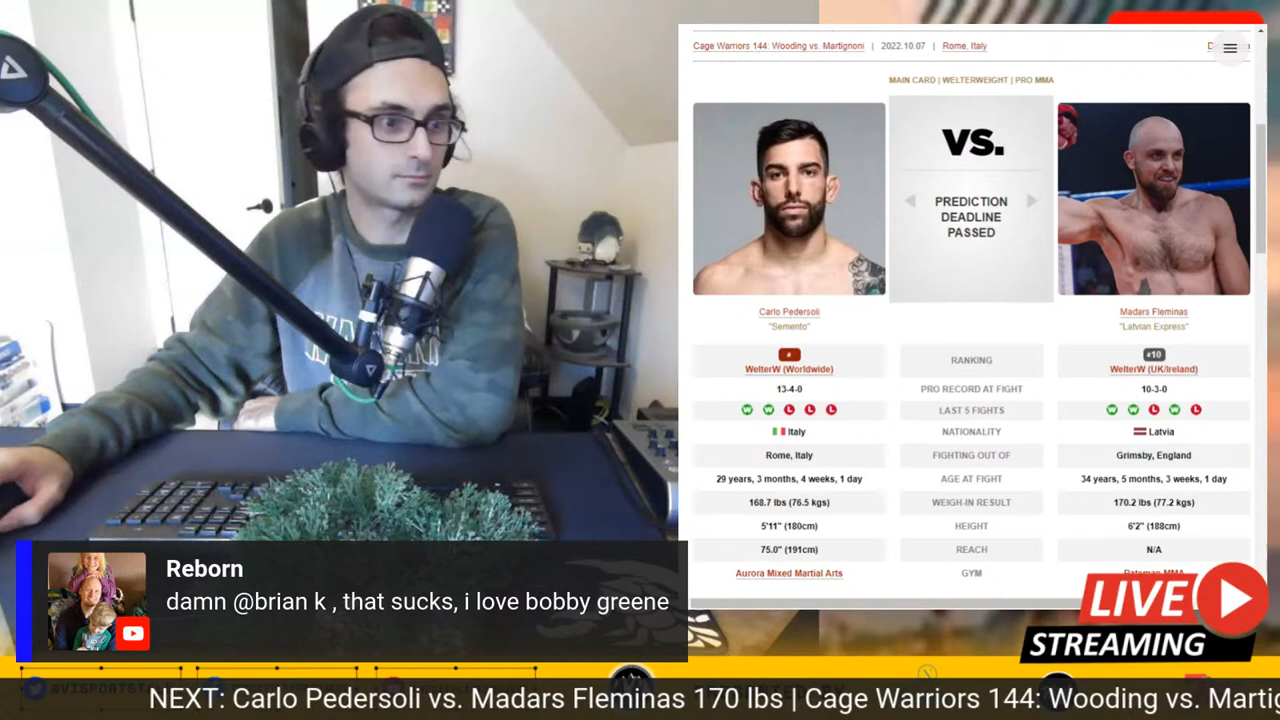 Cage Warriors 144: Wooding vs. Martignoni | 2022.10.07 | Rome, Italy
MAIN CARD | WELTERWEIGHT | PRO MMA
VS.
PREDICTION
DEADLINE
PASSED
Carlo Pedersoli
"Semento"
Madars Fleminas
"Latvian Express"
# RANKING #10
WelterW (Worldwide) WelterW (UK/Ireland)
13-4-0 PRO RECORD AT FIGHT 10-3-0
W W L L L LAST 5 FIGHTS W W L W L
Italy NATIONALITY Latvia
Rome, Italy FIGHTING OUT OF Grimsby, England
29 years, 3 months, 4 weeks, 1 day AGE AT FIGHT 34 years, 5 months, 3 weeks, 1 day
168.7 lbs (76.5 kgs) WEIGH-IN RESULT 170.2 lbs (77.2 kgs)
5'11" (180cm) HEIGHT 6'2" (188cm)
75.0" (191cm) REACH N/A
Aurora Mixed Martial Arts GYM
Reborn
damn @brian k , that sucks, i love bobby greene
LIVE
STREAMING
NEXT: Carlo Pedersoli vs. Madars Fleminas 170 lbs | Cage Warriors 144: Wooding vs. Martig